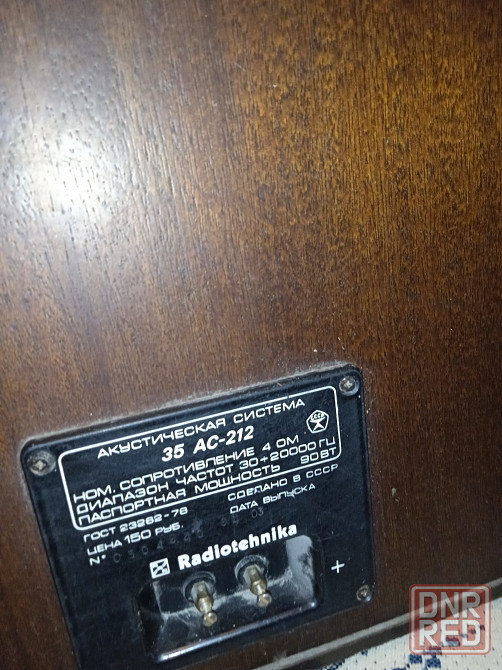 АКУСТИЧЕСКАЯ СИСТЕМА
35 АС-212
НОМ. СОПРОТИВЛЕНИЕ 4 ОМ
ДИАПАЗОН ЧАСТОТ 30÷20000 ГЦ
ПАСПОРТНАЯ МОЩНОСТЬ 90 ВТ
ГОСТ 23262-78 СДЕЛАНО В СССР
ЦЕНА 150 РУБ. ДАТА ВЫПУСКА
N°
Radiotehnika
+
DNR
RED